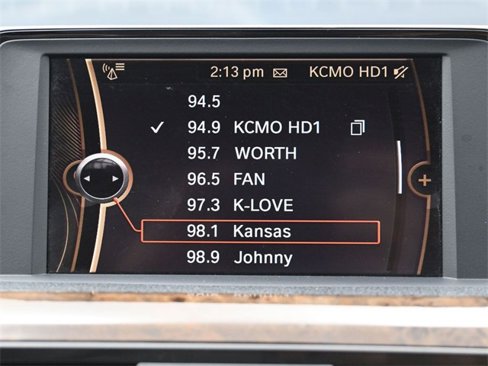 2:13 pm KCMO HD1
94.5
94.9 KCMO HD1
95.7 WORTH
96.5 FAN
97.3 K-LOVE
98.1 Kansas
98.9 Johnny